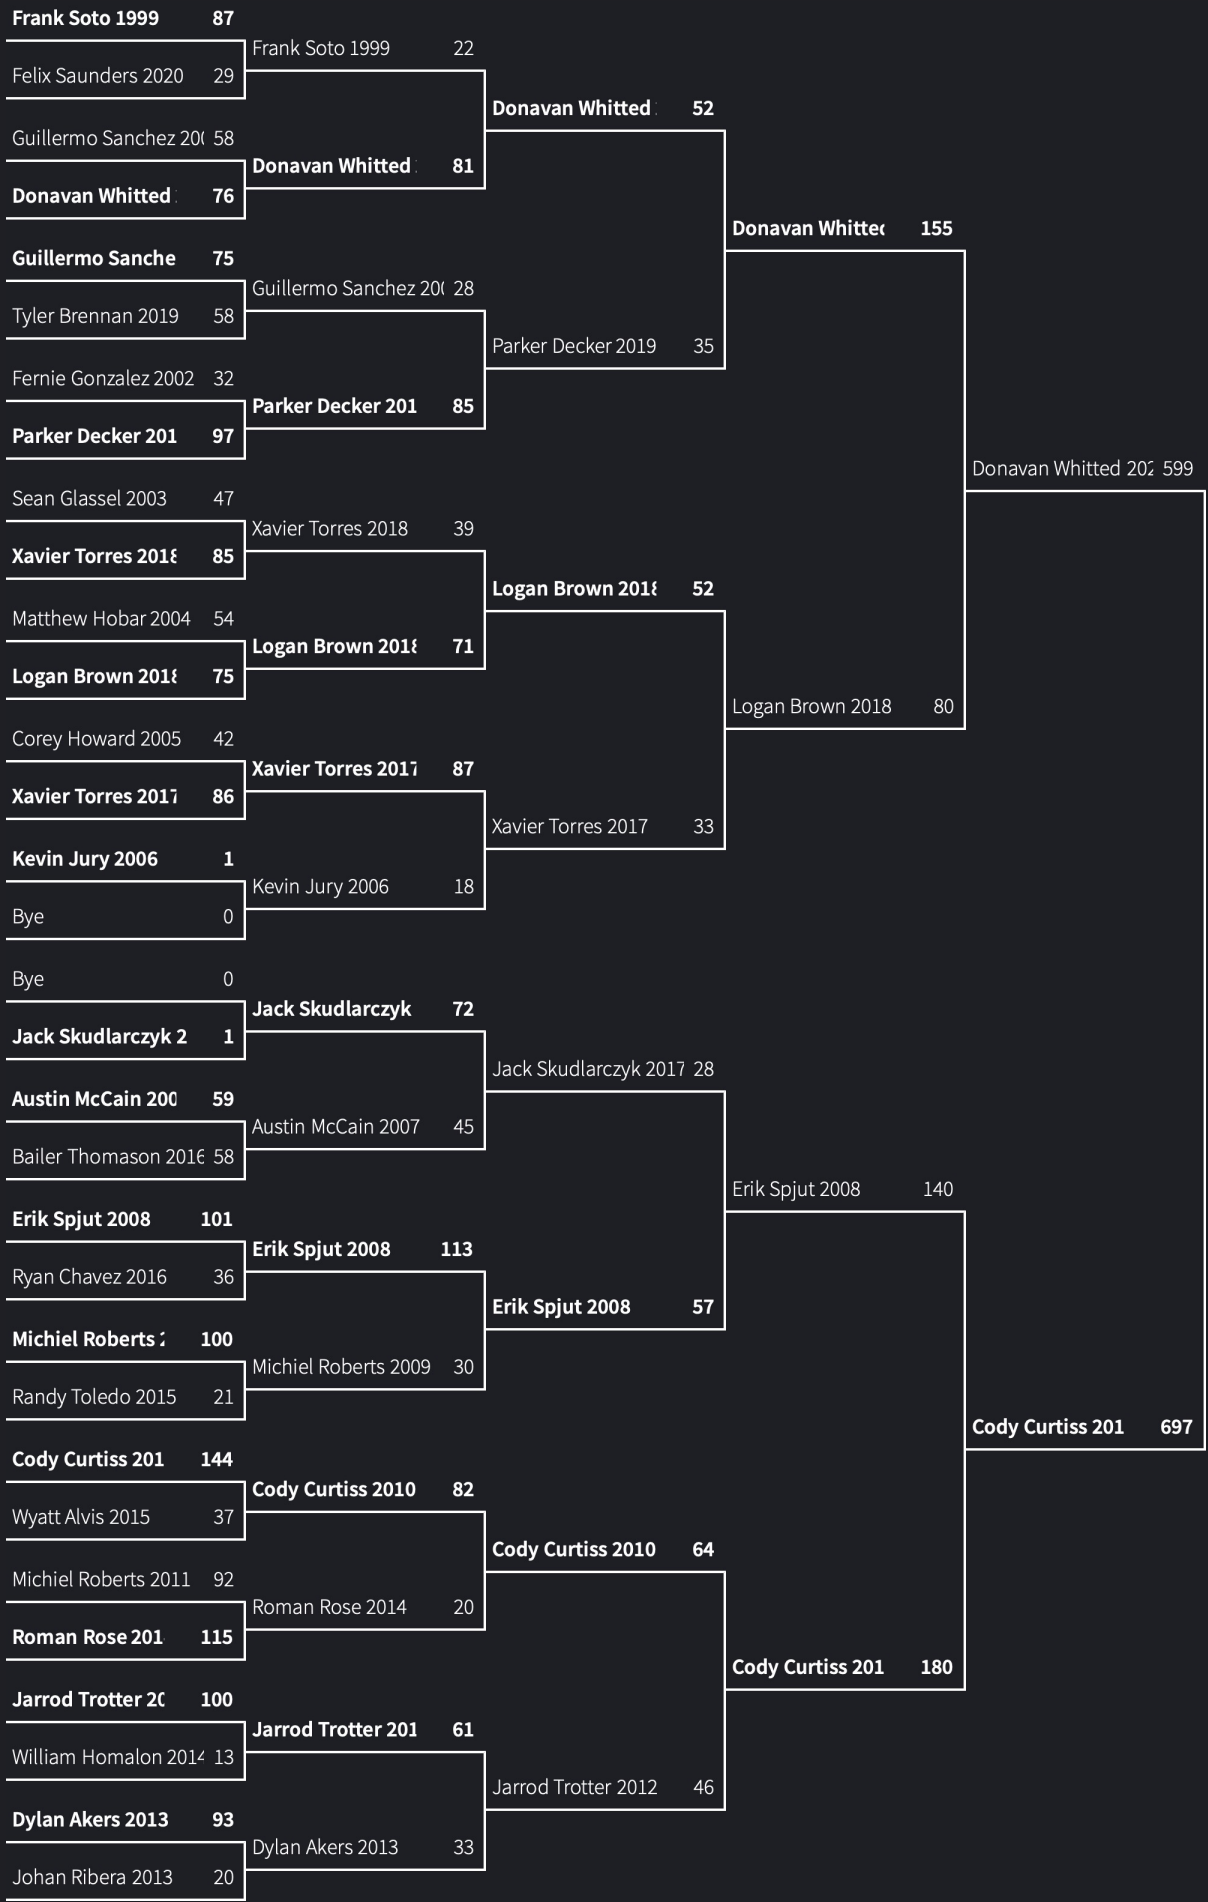 Frank Soto 1999 87
Felix Saunders 2020 29
Guillermo Sanchez 200 58
Donavan Whitted 76
Guillermo Sanche 75
Tyler Brennan 2019 58
Fernie Gonzalez 2002 32
Parker Decker 201 97
Sean Glassel 2003 47
Xavier Torres 2018 85
Matthew Hobar 2004 54
Logan Brown 2018 75
Corey Howard 2005 42
Xavier Torres 2017 86
Kevin Jury 2006 1
Bye 0
Bye 0
Jack Skudlarczyk 2 1
Austin McCain 200 59
Bailer Thomason 2016 58
Erik Spjut 2008 101
Ryan Chavez 2016 36
Michiel Roberts 2 100
Randy Toledo 2015 21
Cody Curtiss 201 144
Wyatt Alvis 2015 37
Michiel Roberts 2011 92
Roman Rose 201 115
Jarrod Trotter 20 100
William Homalon 2014 13
Dylan Akers 2013 93
Johan Ribera 2013 20
Frank Soto 1999 22
Donavan Whitted 81
Guillermo Sanchez 200 28
Parker Decker 201 85
Xavier Torres 2018 39
Logan Brown 2018 71
Xavier Torres 2017 87
Kevin Jury 2006 18
Jack Skudlarczyk 72
Austin McCain 2007 45
Erik Spjut 2008 113
Michiel Roberts 2009 30
Cody Curtiss 2010 82
Roman Rose 2014 20
Jarrod Trotter 201 61
Dylan Akers 2013 33
Donavan Whitted 52
Parker Decker 2019 35
Logan Brown 2018 52
Xavier Torres 2017 33
Jack Skudlarczyk 2017 28
Erik Spjut 2008 57
Cody Curtiss 2010 64
Jarrod Trotter 2012 46
Donavan Whitted 155
Logan Brown 2018 80
Erik Spjut 2008 140
Cody Curtiss 201 180
Donavan Whitted 202 599
Cody Curtiss 201 697